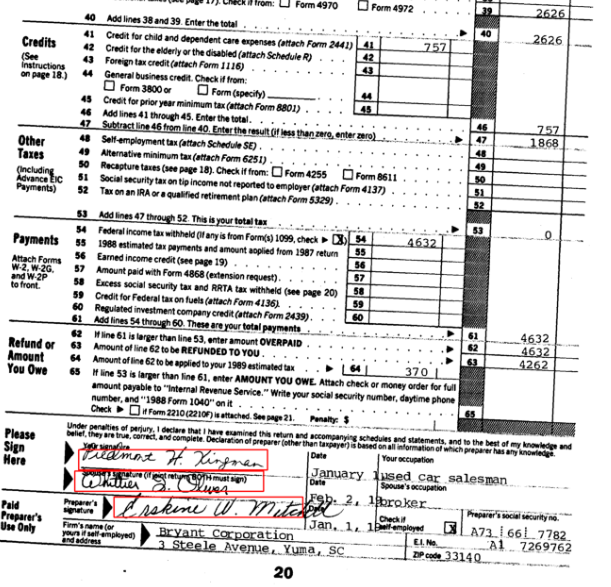 (see page 17). Check if from: Form 4970 Form 4972 39 2626
40 Add lines 38 and 39. Enter the total 40 2626
Credits
(See Instructions on page 18.)
41 Credit for child and dependent care expenses (attach Form 2441) 41 757
42 Credit for the elderly or the disabled (attach Schedule R) 42
43 Foreign tax credit (attach Form 1116) 43
44 General business credit. Check if from:
Form 3800 or Form (specify) 44
45 Credit for prior year minimum tax (attach Form 8801) 45
46 Add lines 41 through 45. Enter the total 46 757
47 Subtract line 46 from line 40. Enter the result (if less than zero, enter zero) 47 1868
Other Taxes
(Including Advance EIC Payments)
48 Self-employment tax (attach Schedule SE) 48
49 Alternative minimum tax (attach Form 6251) 49
50 Recapture taxes (see page 18). Check if from: Form 4255 Form 8611 50
51 Social security tax on tip income not reported to employer (attach Form 4137) 51
52 Tax on an IRA or a qualified retirement plan (attach Form 5329) 52
53 Add lines 47 through 52. This is your total tax 53 0
Payments
Attach Forms W-2, W-2G, and W-2P to front.
54 Federal income tax withheld (if any is from Form(s) 1099, check X) 54 4632
55 1988 estimated tax payments and amount applied from 1987 return 55
56 Earned income credit (see page 19) 56
57 Amount paid with Form 4868 (extension request) 57
58 Excess social security tax and RRTA tax withheld (see page 20) 58
59 Credit for Federal tax on fuels (attach Form 4136) 59
60 Regulated investment company credit (attach Form 2439) 60
61 Add lines 54 through 60. These are your total payments 61 4632
Refund or Amount You Owe
62 If line 61 is larger than line 53, enter amount OVERPAID 62 4632
63 Amount of line 62 to be REFUNDED TO YOU 63 4262
64 Amount of line 62 to be applied to your 1989 estimated tax 64 370
65 If line 53 is larger than line 61, enter AMOUNT YOU OWE. Attach check or money order for full
amount payable to "Internal Revenue Service." Write your social security number, daytime phone
number, and "1988 Form 1040" on it 65
Check if Form 2210 (2210F) is attached. See page 21. Penalty: $
Please Sign Here
Under penalties of perjury, I declare that I have examined this return and accompanying schedules and statements, and to the best of my knowledge and
belief, they are true, correct, and complete. Declaration of preparer (other than taxpayer) is based on all information of which preparer has any knowledge.
Your signature Date Your occupation
Piedmont H. Kingman January 1 used car salesman
Spouse's signature (if joint return, BOTH must sign) Spouse's occupation
Whittier S. Oliver Feb. 2, 19 broker
Paid Preparer's Use Only
Preparer's signature Erskine W. Mitchell Jan. 1, 19 Check if self-employed X Preparer's social security no. A73 66 7782
Firm's name (or yours if self-employed) and address Bryant Corporation E.I. No. A1 7269762
3 Steele Avenue, Yuma, SC ZIP code 33140
20